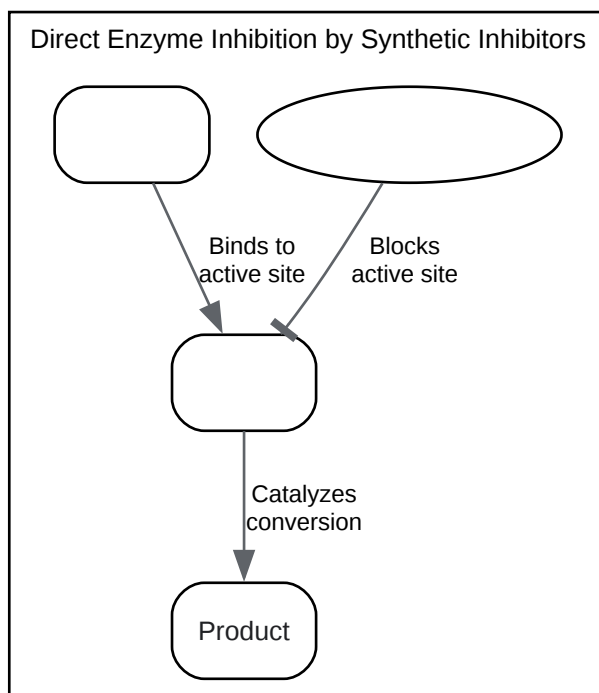 Direct Enzyme Inhibition by Synthetic Inhibitors
Binds to
active site
Blocks
active site
Catalyzes
conversion
Product